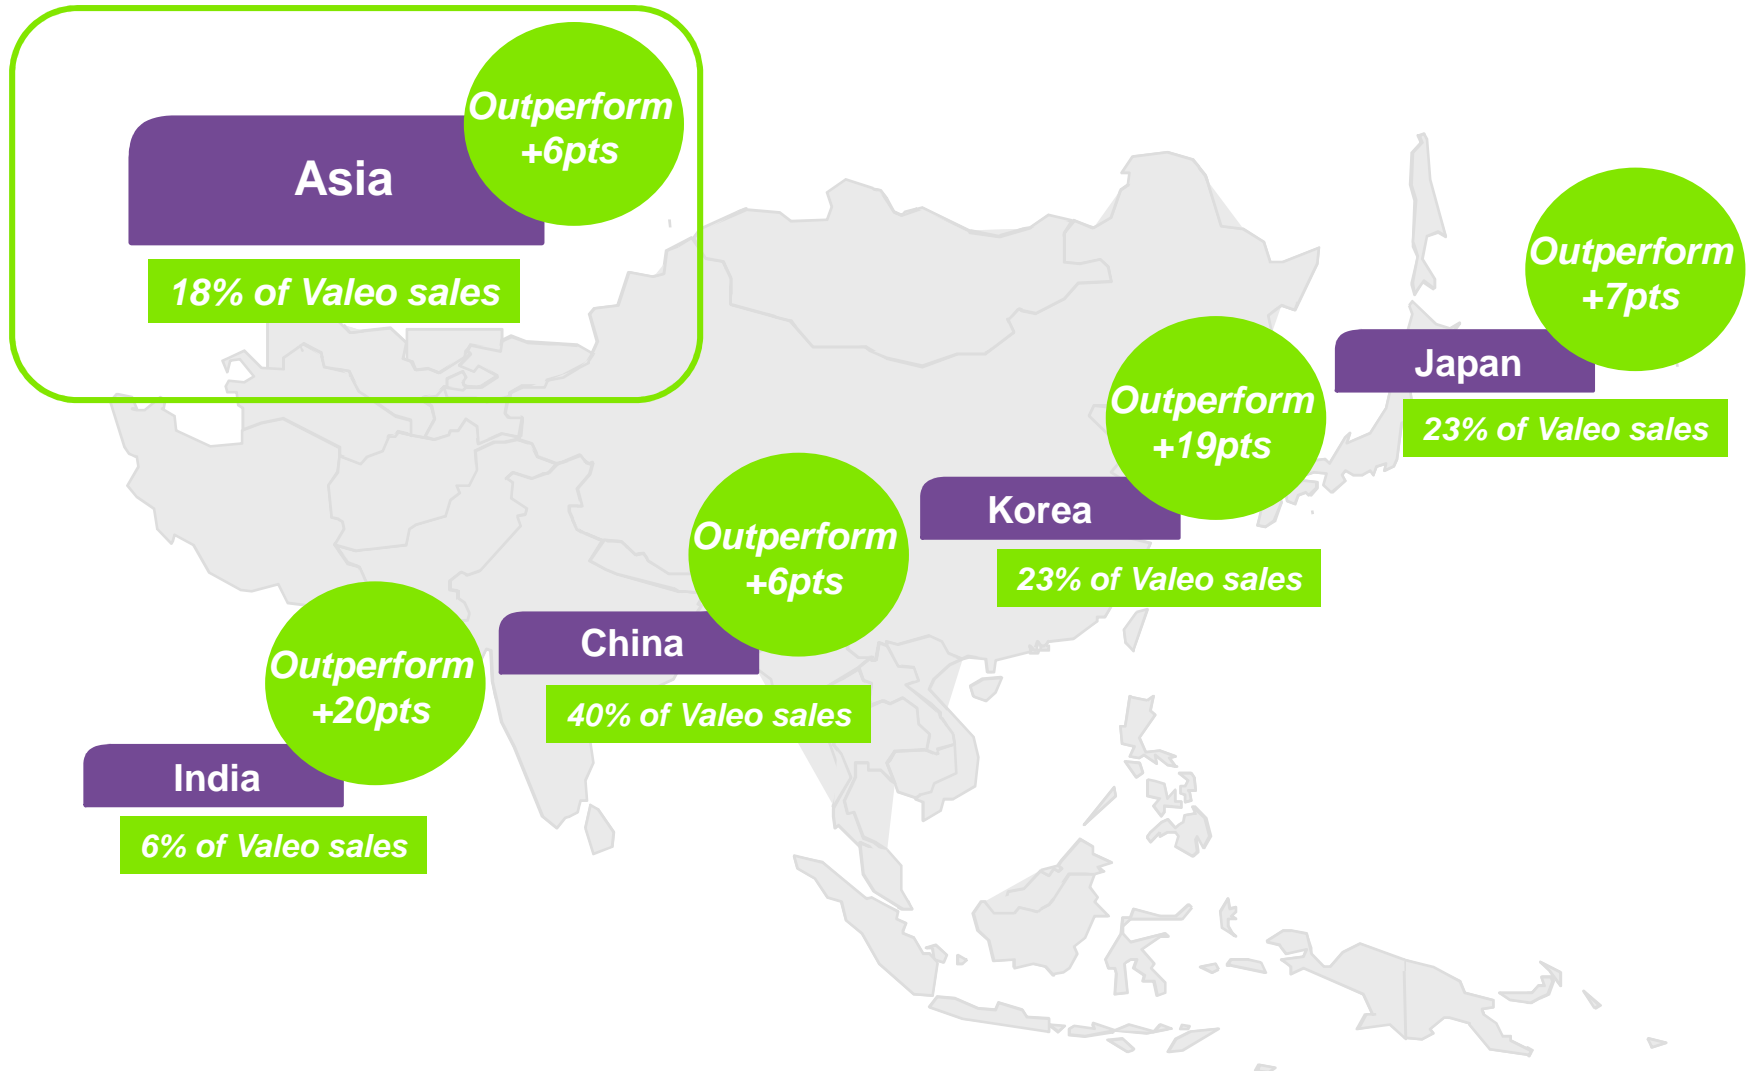 Outperform
+6pts
Asia
18% of Valeo sales
Outperform
+7pts
Japan
23% of Valeo sales
Outperform
+19pts
Korea
23% of Valeo sales
Outperform
+6pts
China
40% of Valeo sales
Outperform
+20pts
India
6% of Valeo sales